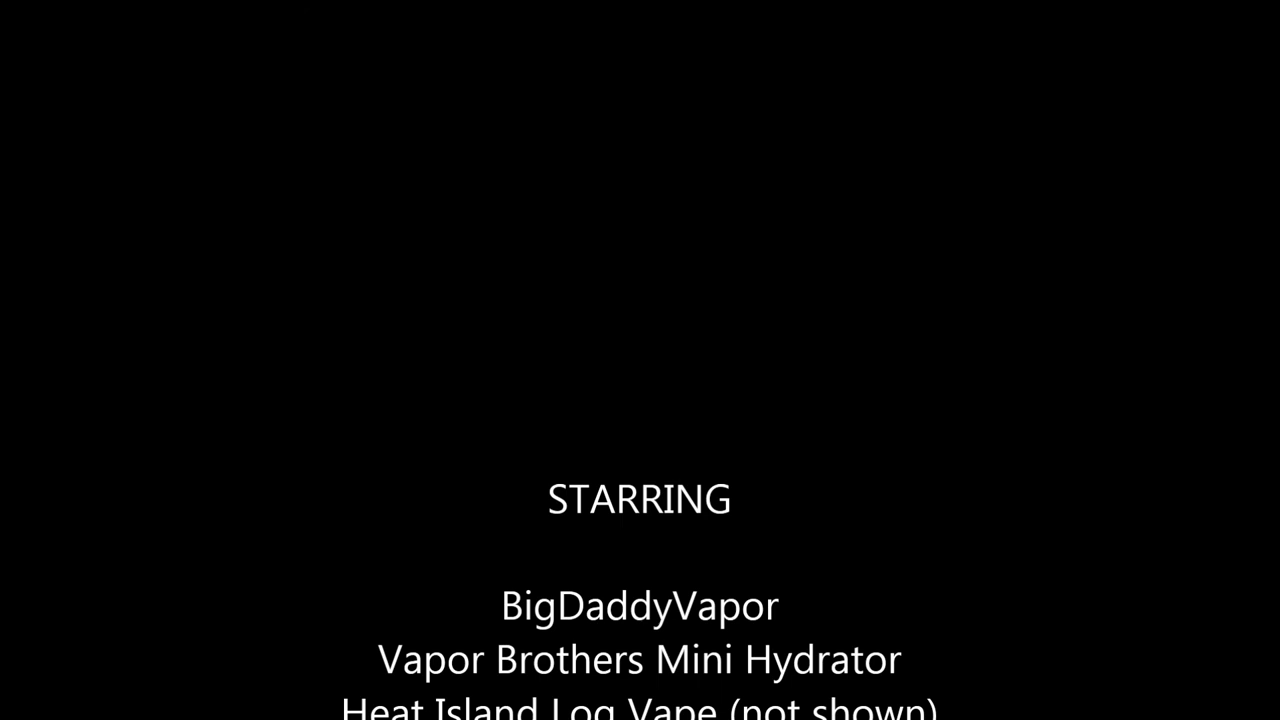 STARRING
BigDaddyVapor
Vapor Brothers Mini Hydrator
Heat Island Log Vape (not shown)